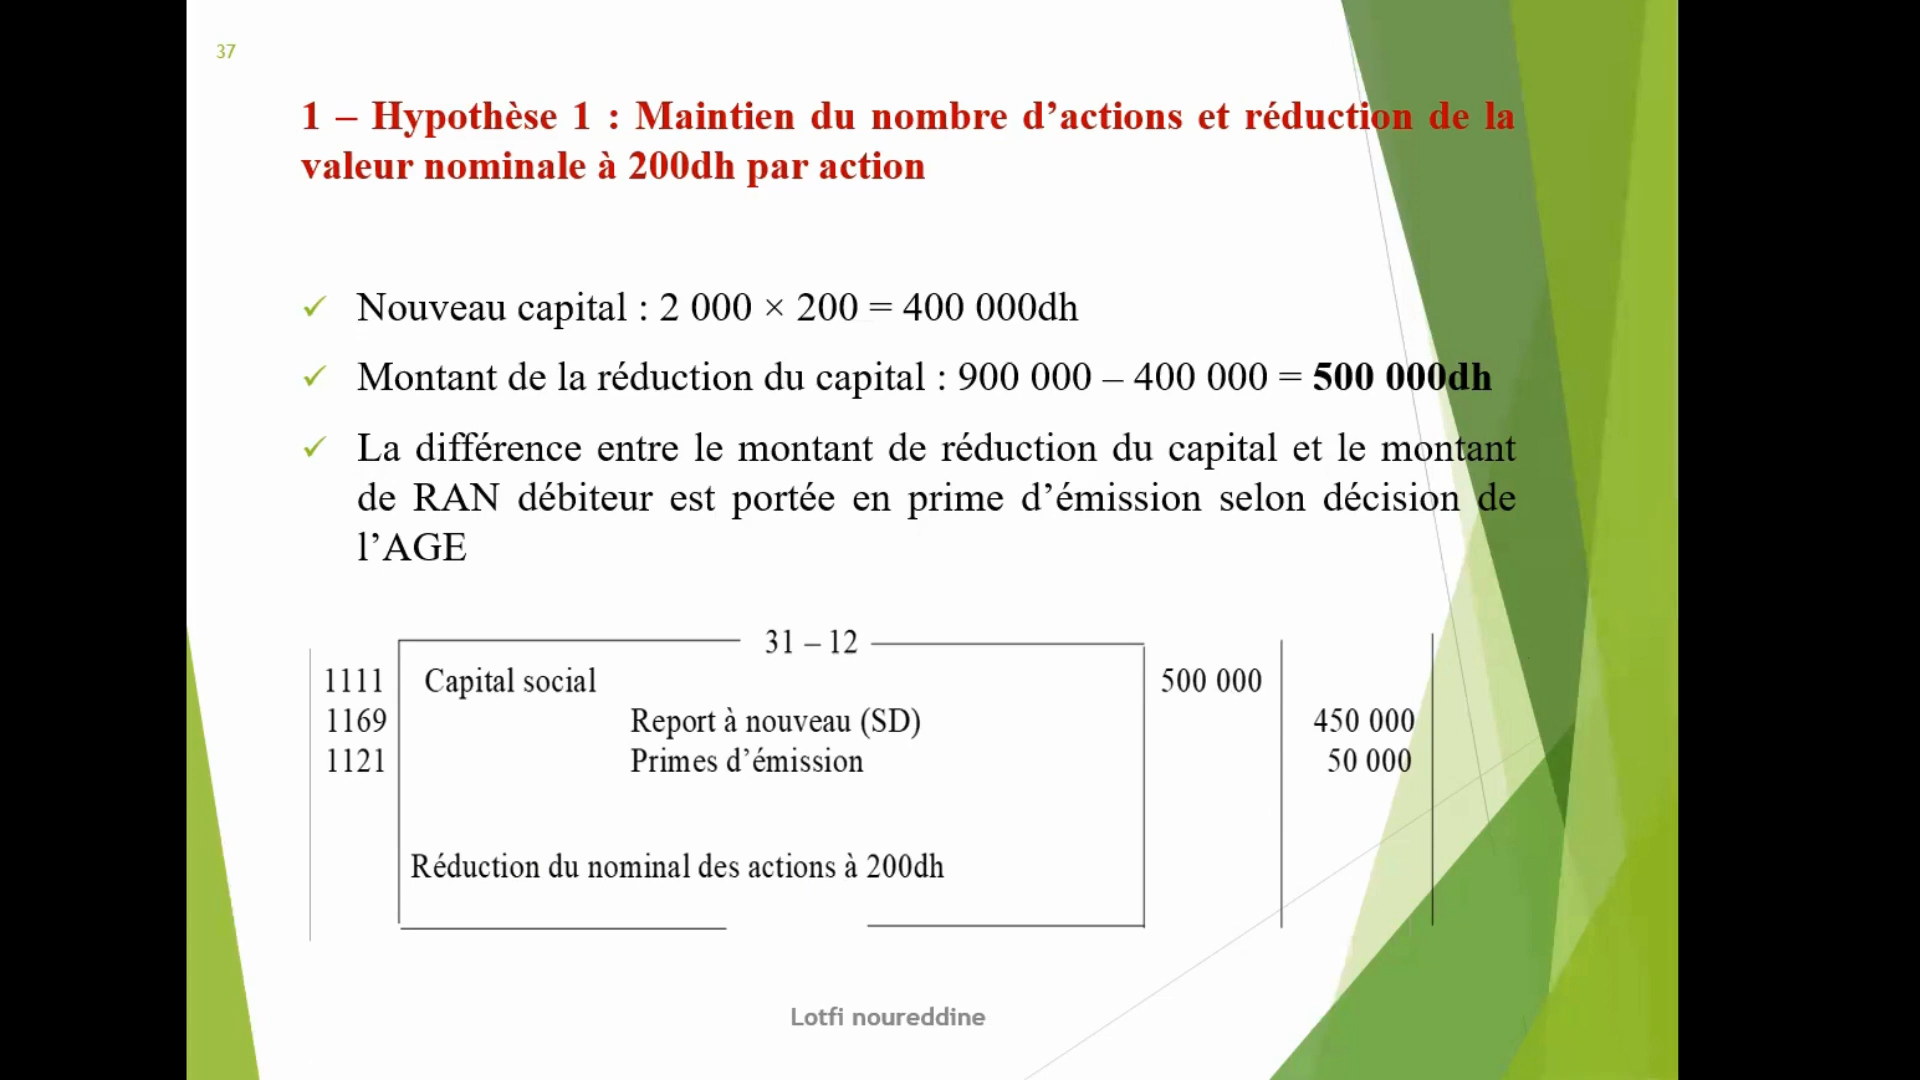 37
1 – Hypothèse 1 : Maintien du nombre d’actions et réduction de la
valeur nominale à 200dh par action
✓ Nouveau capital : 2 000 × 200 = 400 000dh
✓ Montant de la réduction du capital : 900 000 – 400 000 = 500 000dh
✓ La différence entre le montant de réduction du capital et le montant
de RAN débiteur est portée en prime d’émission selon décision de
l’AGE
31 – 12
1111 Capital social 500 000
1169 Report à nouveau (SD) 450 000
1121 Primes d’émission 50 000
Réduction du nominal des actions à 200dh
Lotfi noureddine